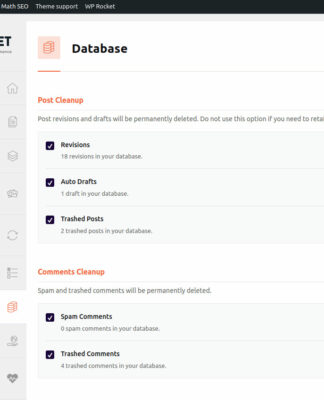 Math SEO Theme support WP Rocket
ET
Database
Post Cleanup
Post revisions and drafts will be permanently deleted. Do not use this option if you need to retai
Revisions
18 revisions in your database.
Auto Drafts
1 draft in your database.
Trashed Posts
2 trashed posts in your database.
Comments Cleanup
Spam and trashed comments will be permanently deleted.
Spam Comments
0 spam comments in your database.
Trashed Comments
4 trashed comments in your database.